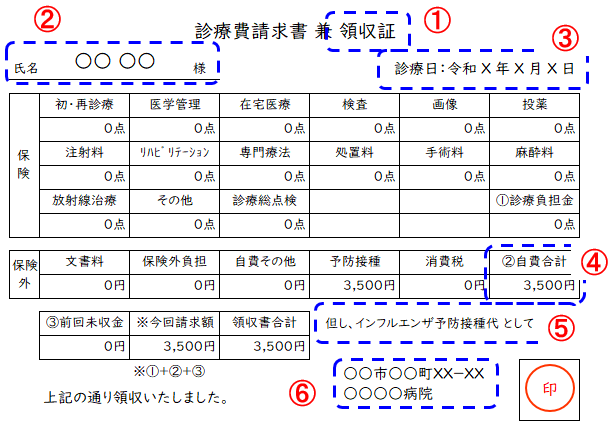 ① 
②
診療費請求書 兼 領収証
③
氏名 〇〇 〇〇 様
診療日：令和 X 年 X 月 X 日
保険
初・再診療 医学管理 在宅医療 検査 画像 投薬
0点 0点 0点 0点 0点 0点
注射料 ﾘﾊﾋﾞﾘﾃｰｼｮﾝ 専門療法 処置料 手術料 麻酔料
0点 0点 0点 0点 0点 0点
放射線治療 その他 診療総点検 ①診療負担金
0点 0点 0点 0点
④
保険外
文書料 保険外負担 自費その他 予防接種 消費税 ②自費合計
0円 0円 0円 3,500円 0円 3,500円
③前回未収金 ※今回請求額 領収書合計
0円 3,500円 3,500円
但し、インフルエンザ予防接種代 として
⑤
※①+②+③
上記の通り領収いたしました。
⑥
〇〇市〇〇町XX－XX
〇〇〇〇病院
印